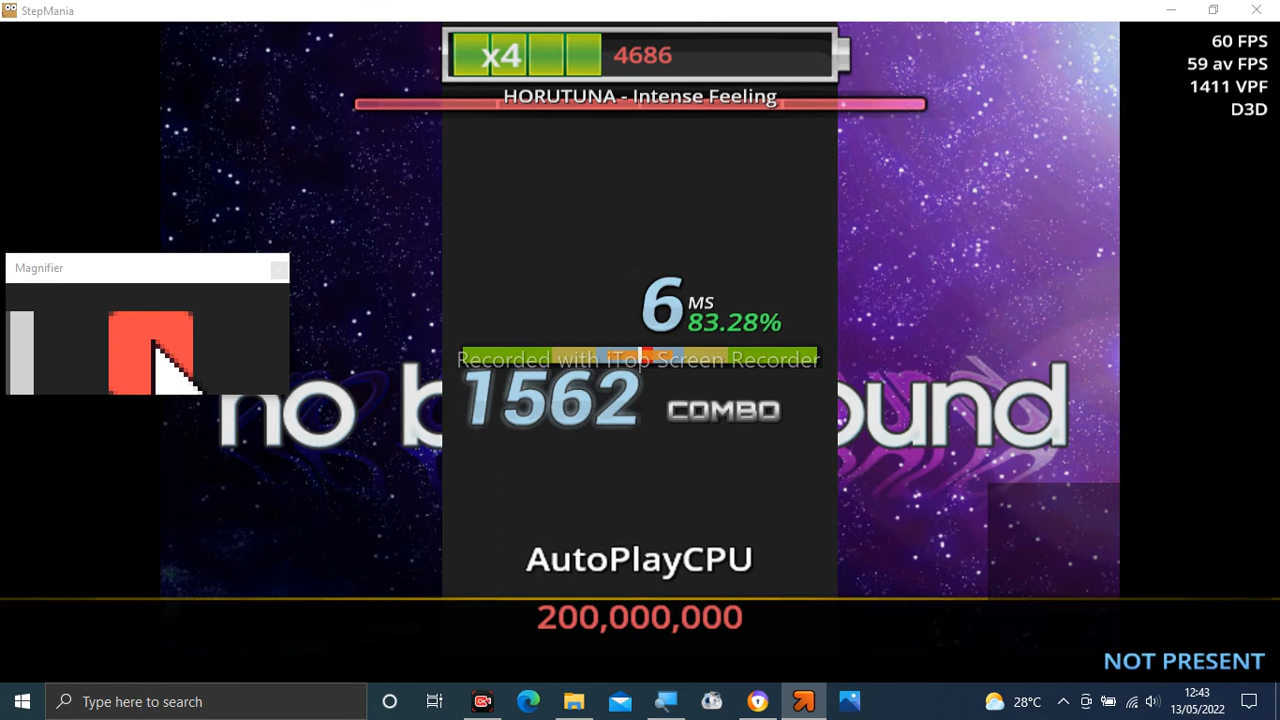 StepMania
x4
4686
60 FPS
59 av FPS
1411 VPF
D3D
HORUTUNA - Intense Feeling
Magnifier
6 MS
83.28%
Recorded with iTop Screen Recorder
no b
ound
1562 COMBO
AutoPlayCPU
200,000,000
NOT PRESENT
Type here to search
28°C
12:43
13/05/2022